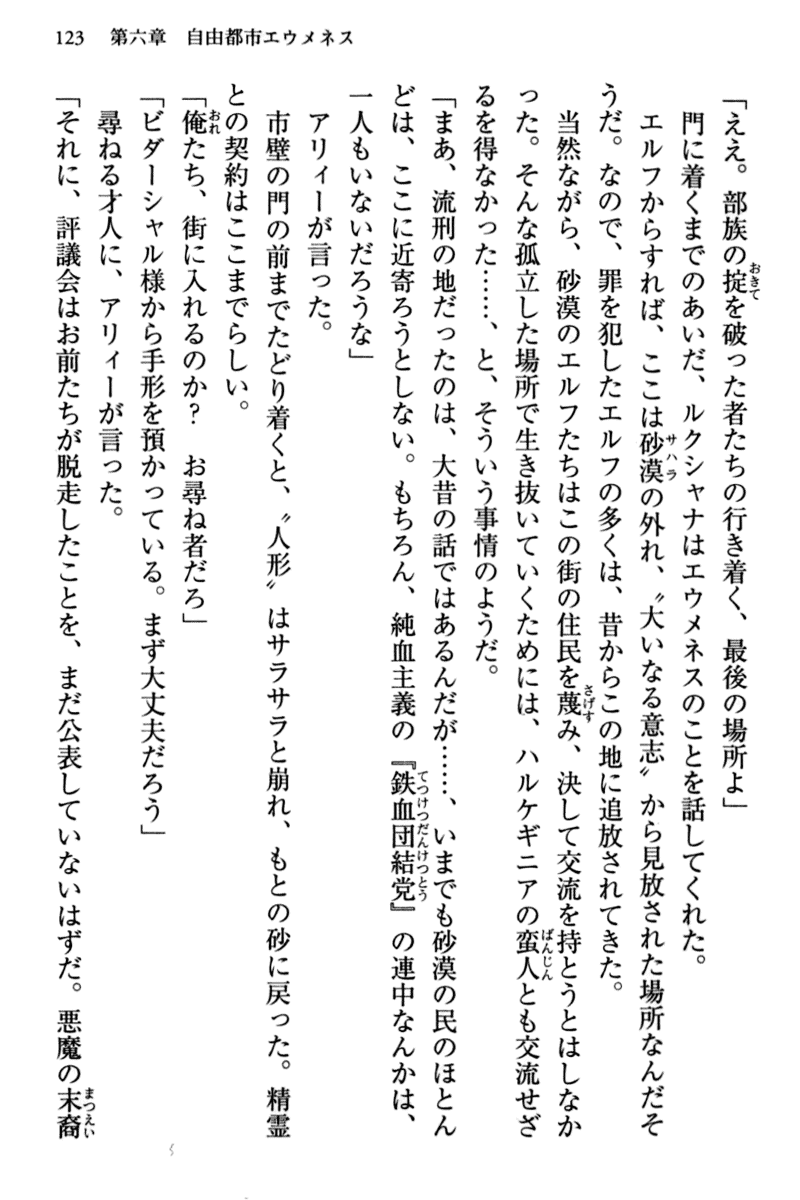 123　第六章　自由都市エウメネス
「ええ。部族の掟を破った者たちの行き着く、最後の場所よ」
門に着くまでのあいだ、ルクシャナはエウメネスのことを話してくれた。
エルフからすれば、ここは砂漠の外れ、〝大いなる意志〟から見放された場所なんだそ
うだ。なので、罪を犯したエルフの多くは、昔からこの地に追放されてきた。
当然ながら、砂漠のエルフたちはこの街の住民を蔑み、決して交流を持とうとはしなか
った。そんな孤立した場所で生き抜いていくためには、ハルケギニアの蛮人とも交流せざ
るを得なかった……、と、そういう事情のようだ。
「まあ、流刑の地だったのは、大昔の話ではあるんだが……、いまでも砂漠の民のほとん
どは、ここに近寄ろうとしない。もちろん、純血主義の『鉄血団結党』の連中なんかは、
一人もいないだろうな」
アリィーが言った。
市壁の門の前までたどり着くと、〝人形〟はサラサラと崩れ、もとの砂に戻った。精霊
との契約はここまでらしい。
「俺たち、街に入れるのか？　お尋ね者だろ」
「ビダーシャル様から手形を預かっている。まず大丈夫だろう」
尋ねる才人に、アリィーが言った。
「それに、評議会はお前たちが脱走したことを、まだ公表していないはずだ。悪魔の末裔